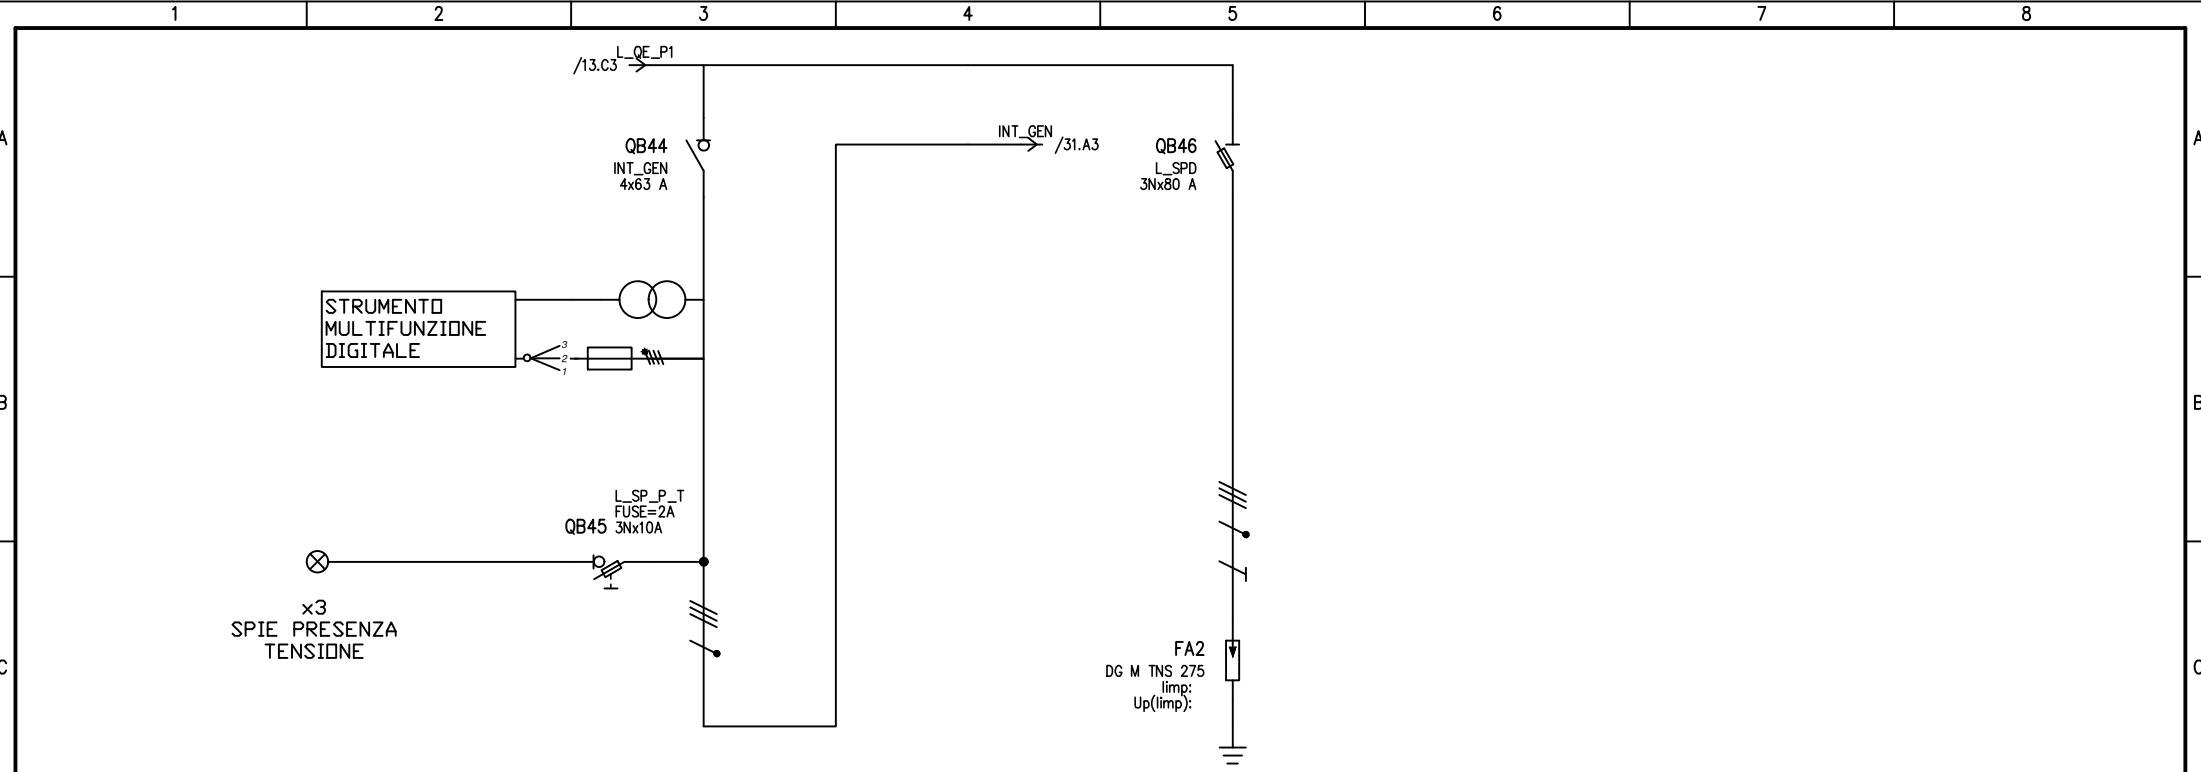 1 2 3 4 5 6 7 8
L_QE_P1
/13.C3
A
QB44
INT_GEN
4x63 A
INT_GEN
/31.A3
QB46
L_SPD
3Nx80 A
A
STRUMENTO
MULTIFUNZIONE
DIGITALE
3
2
1
B
B
L_SP_P_T
FUSE=2A
QB45 3Nx10A
x3
SPIE PRESENZA
TENSIONE
C
FA2
DG M TNS 275
Iimp:
Up(Iimp):
C